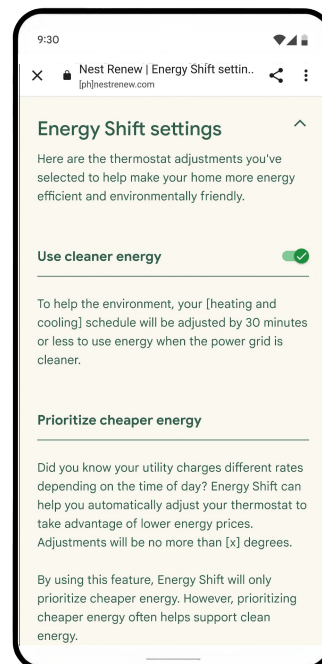 9:30
Nest Renew | Energy Shift settin..
[ph]nestrenew.com
Energy Shift settings
Here are the thermostat adjustments you've
selected to help make your home more energy
efficient and environmentally friendly.
Use cleaner energy
To help the environment, your [heating and
cooling] schedule will be adjusted by 30 minutes
or less to use energy when the power grid is
cleaner.
Prioritize cheaper energy
Did you know your utility charges different rates
depending on the time of day? Energy Shift can
help you automatically adjust your thermostat to
take advantage of lower energy prices.
Adjustments will be no more than [x] degrees.
By using this feature, Energy Shift will only
prioritize cheaper energy. However, prioritizing
cheaper energy often helps support clean
energy.